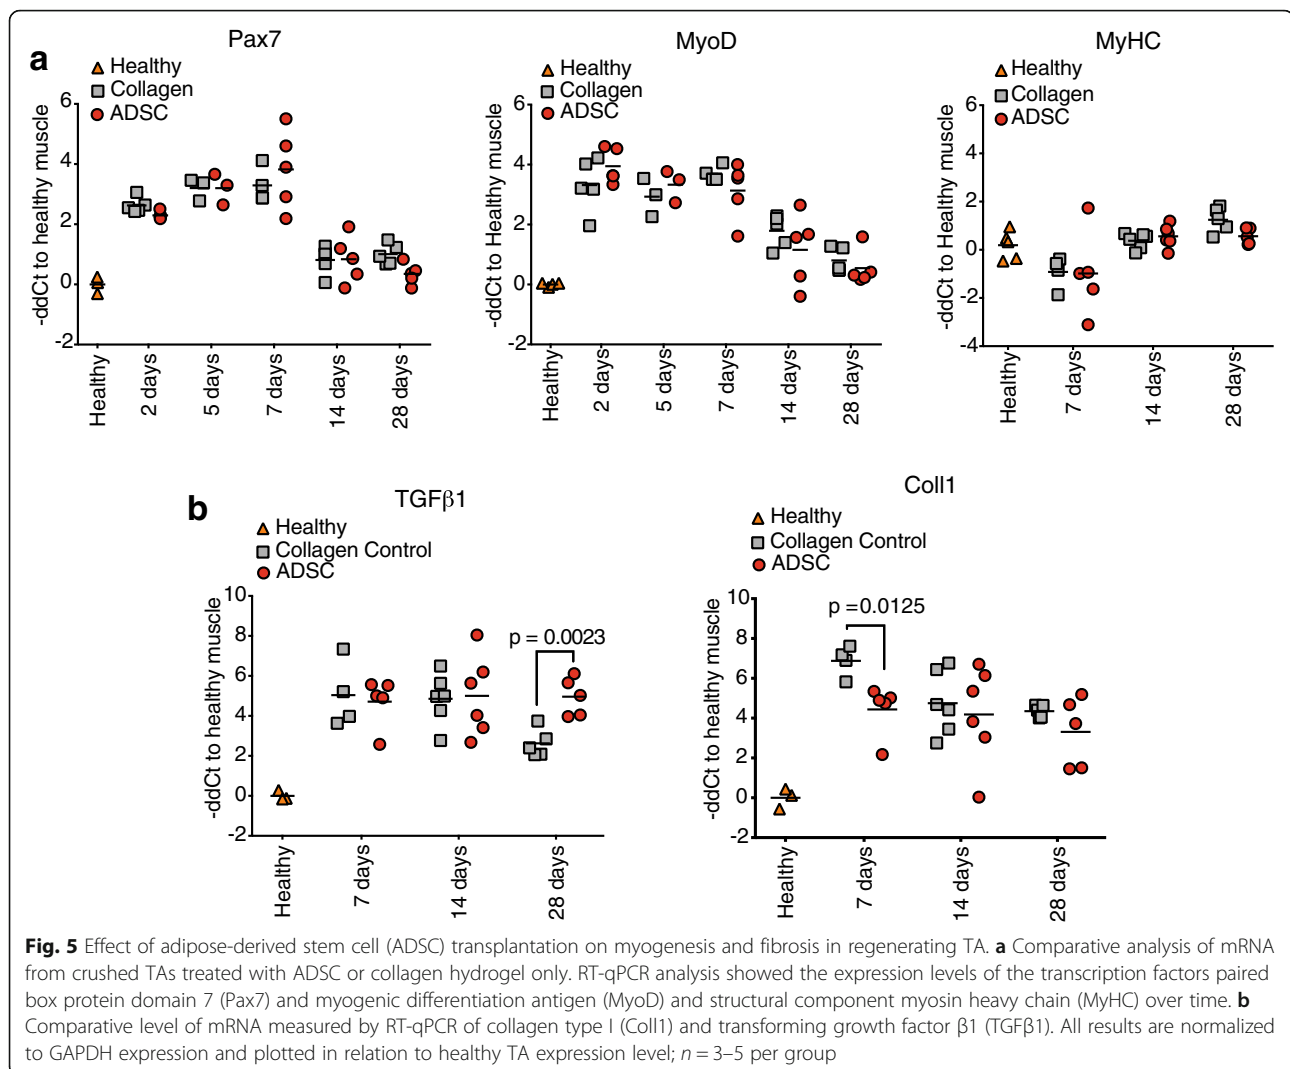 a
Pax7
Healthy
Collagen
ADSC
-ddCt to healthy muscle
6
4
2
0
-2
Healthy
2 days
5 days
7 days
14 days
28 days
MyoD
Healthy
Collagen
ADSC
-ddCt to Healthy muscle
6
4
2
0
-2
Healthy
2 days
5 days
7 days
14 days
28 days
MyHC
Healthy
Collagen
ADSC
-ddCt to Healthy muscle
6
4
2
0
-2
-4
Healthy
7 days
14 days
28 days
b
TGFβ1
Healthy
Collagen Control
ADSC
-ddCt to healthy muscle
10
8
6
4
2
0
-2
p = 0.0023
Healthy
7 days
14 days
28 days
Coll1
Healthy
Collagen Control
ADSC
-ddCt to healthy muscle
10
8
6
4
2
0
-2
p =0.0125
Healthy
7 days
14 days
28 days
Fig. 5 Effect of adipose-derived stem cell (ADSC) transplantation on myogenesis and fibrosis in regenerating TA. a Comparative analysis of mRNA
from crushed TAs treated with ADSC or collagen hydrogel only. RT-qPCR analysis showed the expression levels of the transcription factors paired
box protein domain 7 (Pax7) and myogenic differentiation antigen (MyoD) and structural component myosin heavy chain (MyHC) over time. b
Comparative level of mRNA measured by RT-qPCR of collagen type I (Coll1) and transforming growth factor β1 (TGFβ1). All results are normalized
to GAPDH expression and plotted in relation to healthy TA expression level; n = 3–5 per group